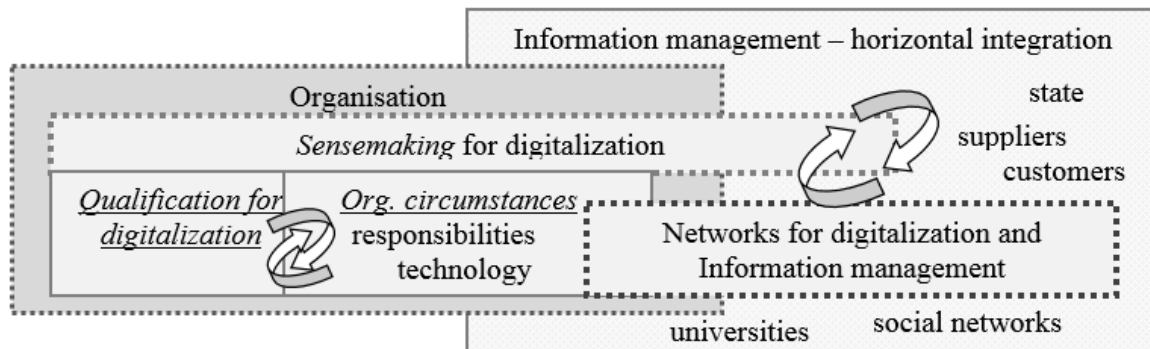 Information management – horizontal integration
Organisation
state
Sensemaking for digitalization
suppliers
customers
Qualification for
digitalization
Org. circumstances
responsibilities
technology
Networks for digitalization and
Information management
universities
social networks